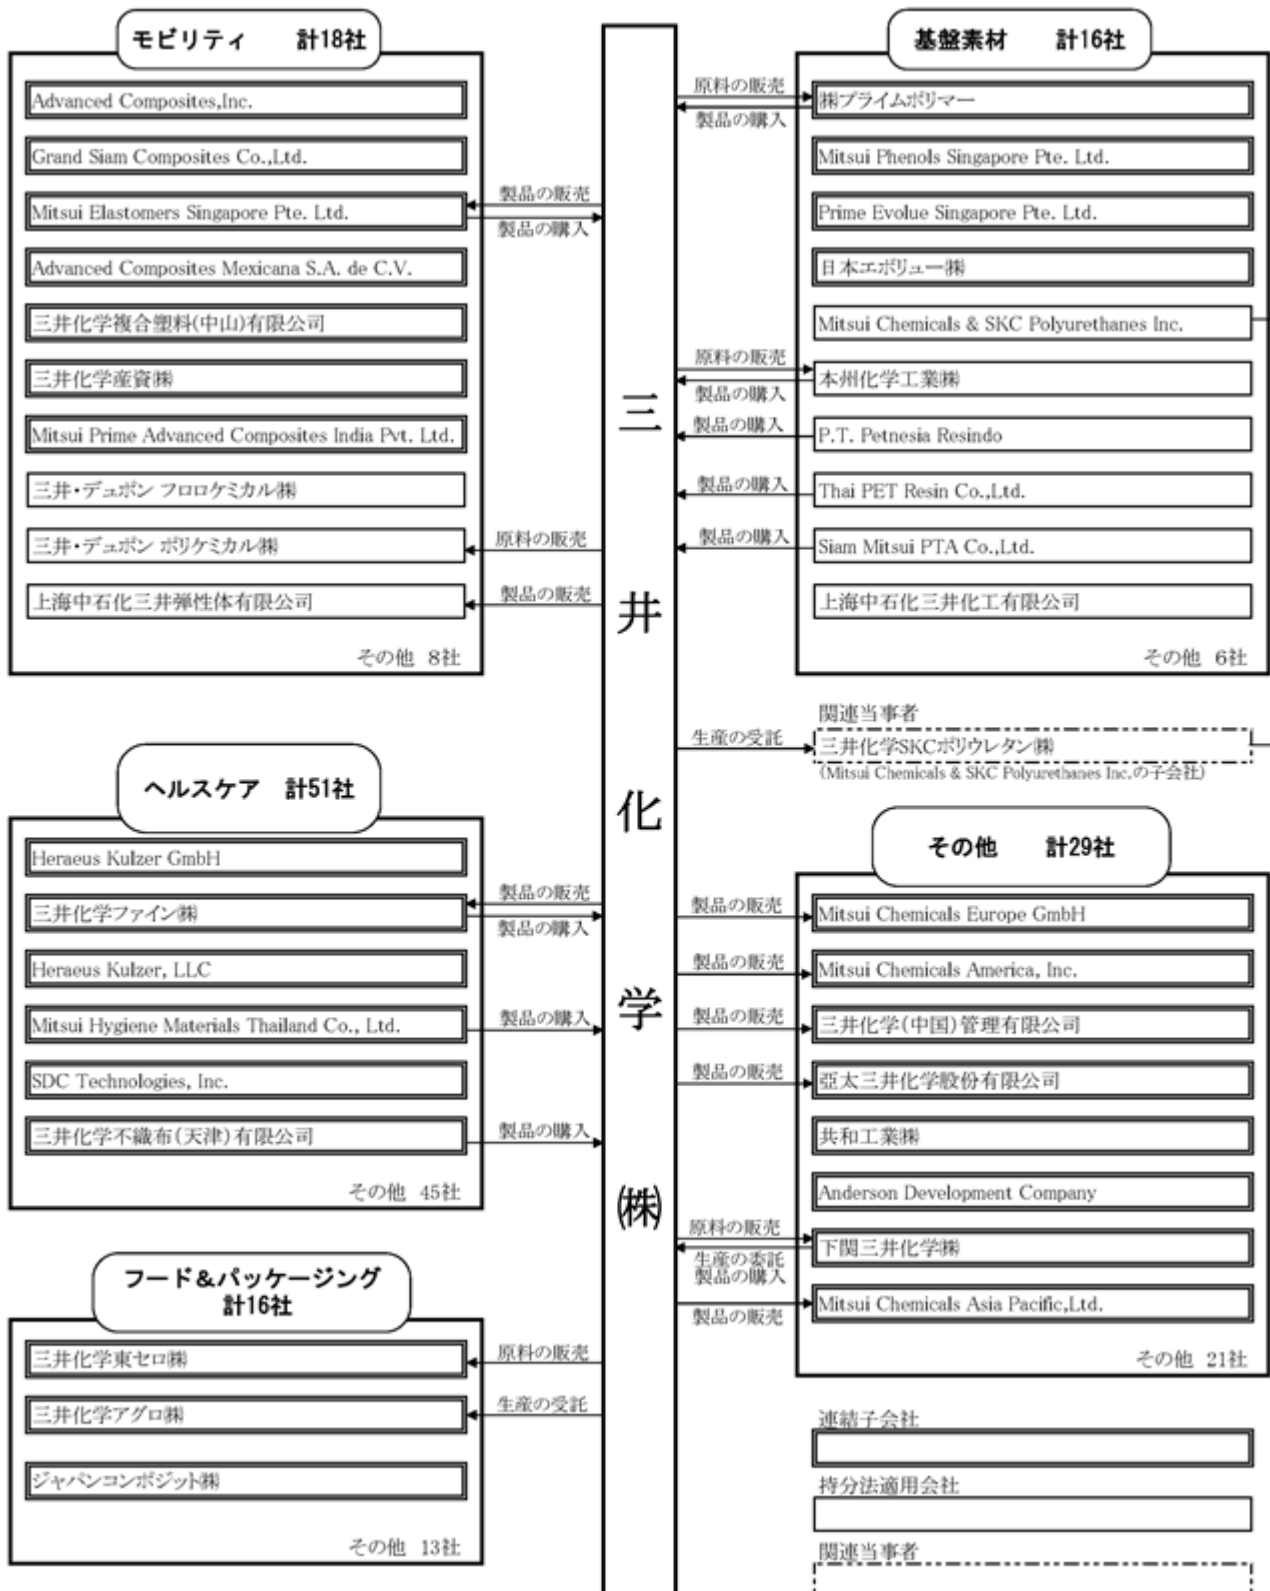 モビリティ 計18社
Advanced Composites,Inc.
Grand Siam Composites Co.,Ltd.
Mitsui Elastomers Singapore Pte. Ltd.
製品の販売
製品の購入
Advanced Composites Mexicana S.A. de C.V.
三井化学複合塑料(中山)有限公司
三井化学産資㈱
Mitsui Prime Advanced Composites India Pvt. Ltd.
三井・デュポン フロロケミカル㈱
三井・デュポン ポリケミカル㈱
原料の販売
上海中石化三井弾性体有限公司
製品の販売
その他 8社
ヘルスケア 計51社
Heraeus Kulzer GmbH
三井化学ファイン㈱
製品の販売
製品の購入
Heraeus Kulzer, LLC
Mitsui Hygiene Materials Thailand Co., Ltd.
製品の購入
SDC Technologies, Inc.
三井化学不織布(天津)有限公司
製品の購入
その他 45社
フード&パッケージング
計16社
三井化学東セロ㈱
原料の販売
三井化学アグロ㈱
生産の受託
ジャパンコンポジット㈱
その他 13社
三
井
化
学
㈱
基盤素材 計16社
原料の販売
製品の購入
㈱プライムポリマー
Mitsui Phenols Singapore Pte. Ltd.
Prime Evolue Singapore Pte. Ltd.
日本エボリュー㈱
Mitsui Chemicals & SKC Polyurethanes Inc.
原料の販売
製品の購入
本州化学工業㈱
製品の購入
P.T. Petnesia Resindo
製品の購入
Thai PET Resin Co.,Ltd.
製品の購入
Siam Mitsui PTA Co.,Ltd.
上海中石化三井化工有限公司
その他 6社
関連当事者
生産の受託
三井化学SKCポリウレタン㈱
(Mitsui Chemicals & SKC Polyurethanes Inc.の子会社)
その他 計29社
製品の販売
Mitsui Chemicals Europe GmbH
製品の販売
Mitsui Chemicals America, Inc.
製品の販売
三井化学(中国)管理有限公司
製品の販売
亞太三井化学股份有限公司
共和工業㈱
Anderson Development Company
原料の販売
生産の委託
製品の購入
下関三井化学㈱
製品の販売
Mitsui Chemicals Asia Pacific,Ltd.
その他 21社
連結子会社
持分法適用会社
関連当事者